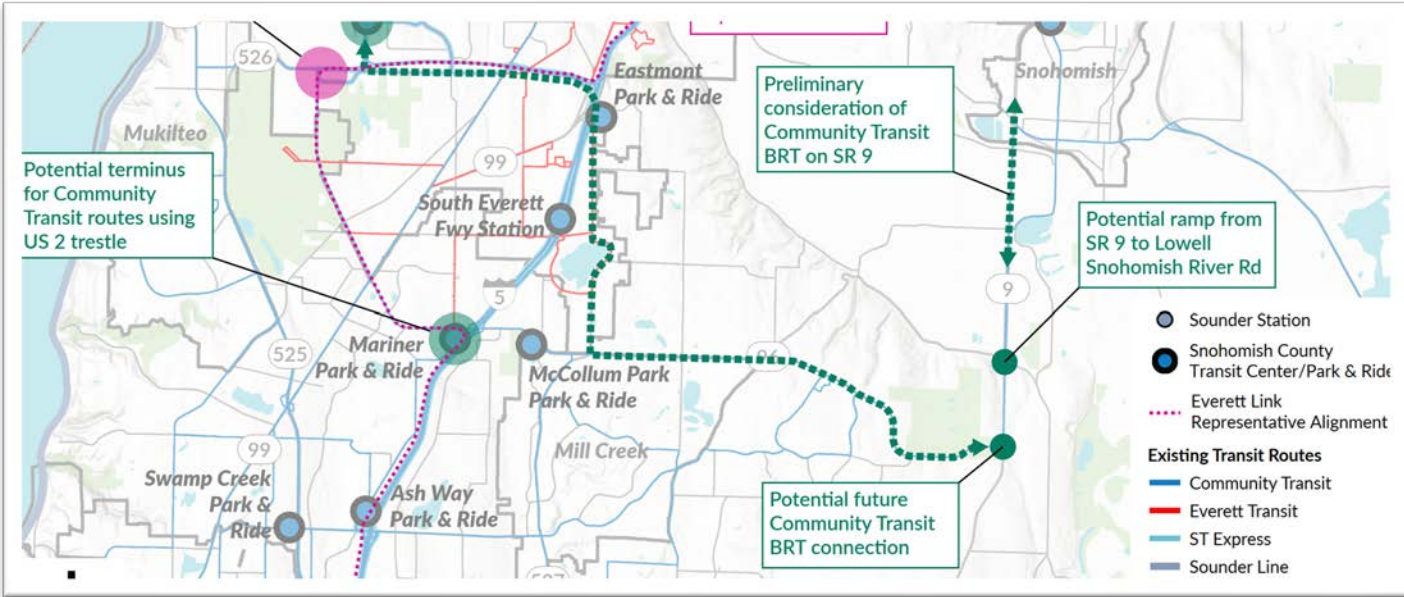 526
Eastmont
Park & Ride
Snohomish
Mukilteo
Preliminary
consideration of
Community Transit
BRT on SR 9
99
Potential terminus
for Community
Transit routes using
US 2 trestle
South Everett
Fwy Station
Potential ramp from
SR 9 to Lowell
Snohomish River Rd
5
9
525
Mariner
Park & Ride
McCollum Park
Park & Ride
96
Mill Creek
99
Swamp Creek
Park &
Ride
Ash Way
Park & Ride
Potential future
Community Transit
BRT connection
Sounder Station
Snohomish County
Transit Center/Park & Ride
Everett Link
Representative Alignment
Existing Transit Routes
Community Transit
Everett Transit
ST Express
Sounder Line